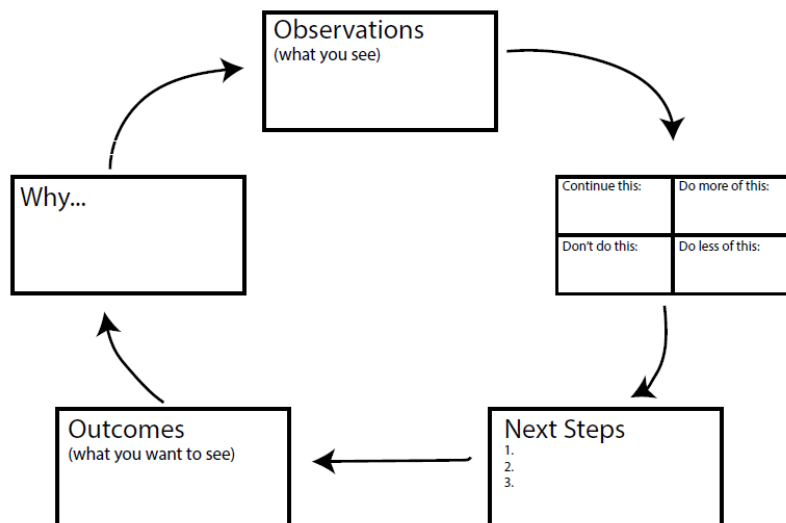 Observations
(what you see)
Continue this:
Do more of this:
Don't do this:
Do less of this:
Next Steps
1.
2.
3.
Outcomes
(what you want to see)
Why...